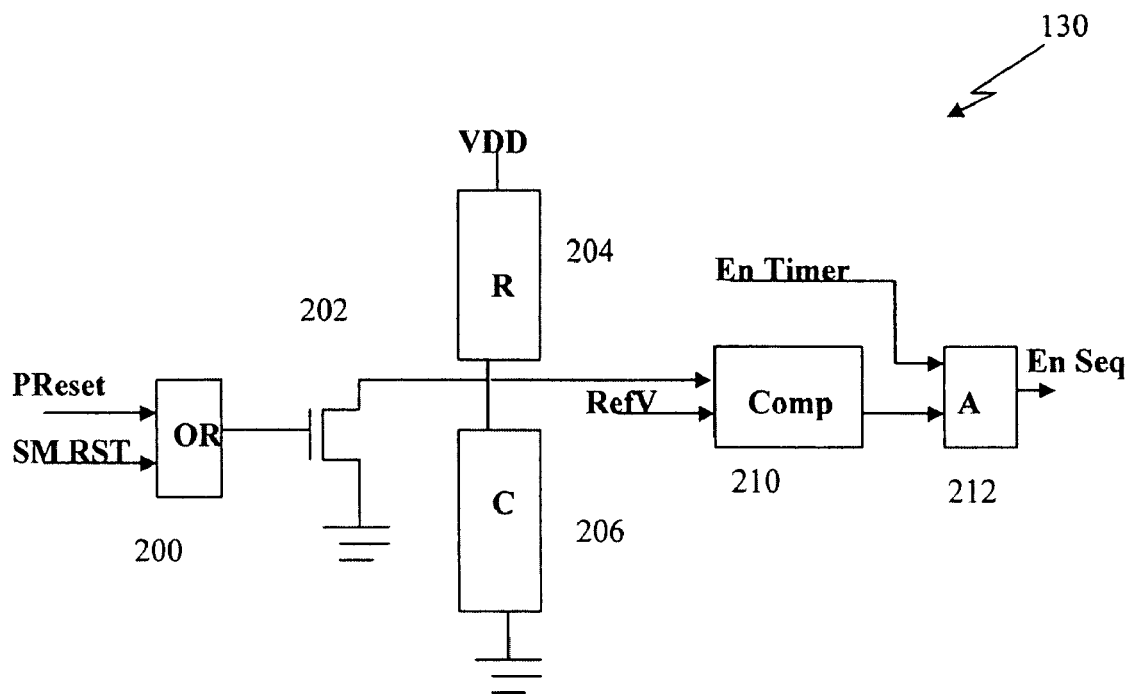 130
VDD
204
R
En Timer
202
PReset
En Seq
RefV
Comp
A
OR
SM RST
210
212
C
206
200